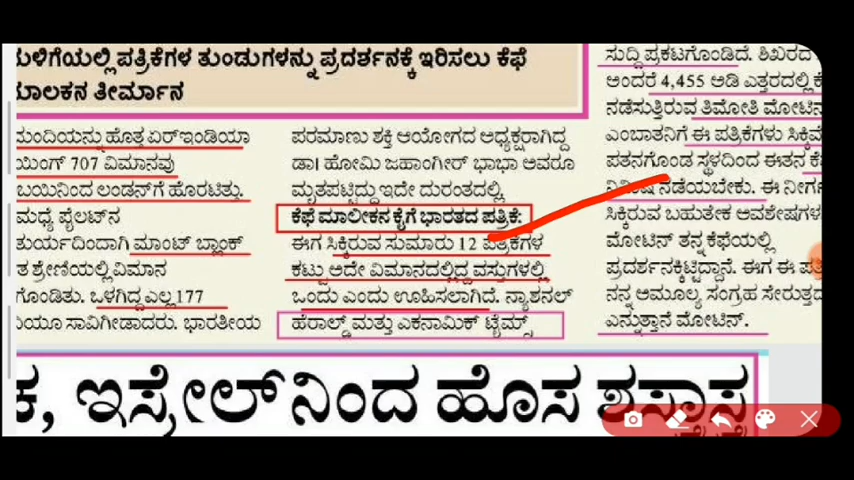 ಮಳಿಗೆಯಲ್ಲಿ ಪತ್ರಿಕೆಗಳ ತುಂಡುಗಳನ್ನು ಪ್ರದರ್ಶನಕ್ಕೆ ಇರಿಸಲು ಕೆಫೆ
ಮಾಲಕನ ತೀರ್ಮಾನ
ಮಂದಿಯನ್ನು ಹೊತ್ತ ಏರ್‌ಇಂಡಿಯಾ
ಯಿಂಗ್ 707 ವಿಮಾನವು
ಬಯಿನಿಂದ ಲಂಡನ್‌ಗೆ ಹೊರಟಿತ್ತು.
ಮಧ್ಯೆ ಪೈಲಟ್‌ನ
ತುರ್ಯದಿಂದಾಗಿ ಮಾಂಟ್ ಬ್ಲಾಂಕ್
ತ ಶ್ರೇಣಿಯಲ್ಲಿ ವಿಮಾನ
ಗೊಂಡಿತು. ಒಳಗಿದ್ದ ಎಲ್ಲ 177
ಯೂ ಸಾವಿಗೀಡಾದರು. ಭಾರತೀಯ
ಪರಮಾಣು ಶಕ್ತಿ ಆಯೋಗದ ಅಧ್ಯಕ್ಷರಾಗಿದ್ದ
ಡಾ। ಹೋಮಿ ಜಹಾಂಗೀರ್ ಭಾಭಾ ಅವರೂ
ಮೃತಪಟ್ಟಿದ್ದು ಇದೇ ದುರಂತದಲ್ಲಿ.
ಕೆಫೆ ಮಾಲೀಕನ ಕೈಗೆ ಭಾರತದ ಪತ್ರಿಕೆ:
ಈಗ ಸಿಕ್ಕಿರುವ ಸುಮಾರು 12 ಪತ್ರಿಕೆಗಳ
ಕಟ್ಟು ಅದೇ ವಿಮಾನದಲ್ಲಿದ್ದ ವಸ್ತುಗಳಲ್ಲಿ
ಒಂದು ಎಂದು ಊಹಿಸಲಾಗಿದೆ. ನ್ಯಾಶನಲ್
ಹೆರಾಲ್ಡ್ ಮತ್ತು ಎಕನಾಮಿಕ್ ಟೈಮ್ಸ್
ಸುದ್ದಿ ಪ್ರಕಟಗೊಂಡಿದೆ. ಶಿಖರದ
ಅಂದರೆ 4,455 ಅಡಿ ಎತ್ತರದಲ್ಲಿ ಕೆ
ನಡೆಸುತ್ತಿರುವ ತಿಮೋತಿ ಮೋಟಿನ
ಎಂಬಾತನಿಗೆ ಈ ಪತ್ರಿಕೆಗಳು ಸಿಕ್ಕಿವೆ
ಪತನಗೊಂಡ ಸ್ಥಳದಿಂದ ಈತನ ಕೆ
ನಿಮಿಷ ನಡೆಯಬೇಕು. ಈ ನೀರ್ಗ
ಸಿಕ್ಕಿರುವ ಬಹುತೇಕ ಅವಶೇಷಗಳ
ಮೋಟಿನ್ ತನ್ನ ಕೆಫೆಯಲ್ಲಿ
ಪ್ರದರ್ಶನಕ್ಕಿಟ್ಟಿದ್ದಾನೆ. ಈಗ ಈ ಪತ್ರಿ
ನನ್ನ ಅಮೂಲ್ಯ ಸಂಗ್ರಹ ಸೇರುತ್ತದೆ
ಎನ್ನುತ್ತಾನೆ ಮೋಟಿನ್.
ಕ, ಇಸ್ರೇಲ್‌ನಿಂದ ಹೊಸ ಶಸ್ತ್ರಾಸ್ತ್ರ